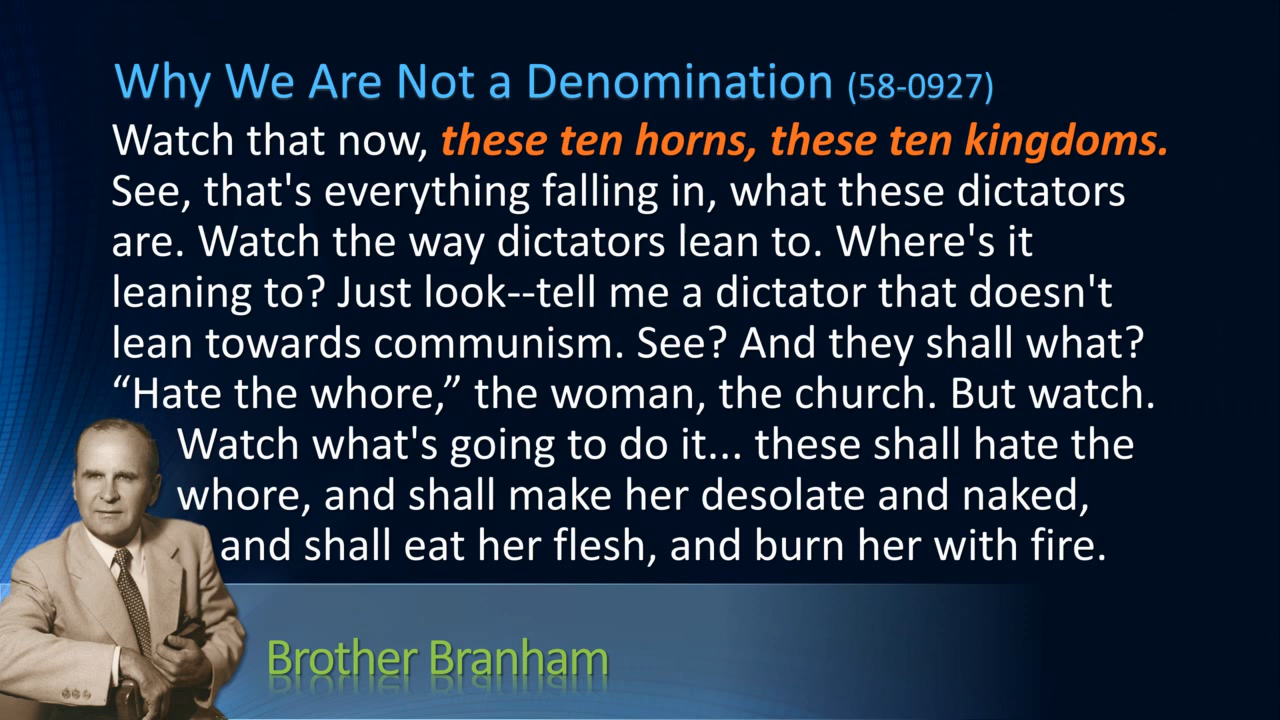 Why We Are Not a Denomination (58-0927)
Watch that now, these ten horns, these ten kingdoms.
See, that's everything falling in, what these dictators
are. Watch the way dictators lean to. Where's it
leaning to? Just look--tell me a dictator that doesn't
lean towards communism. See? And they shall what?
“Hate the whore,” the woman, the church. But watch.
Watch what's going to do it... these shall hate the
whore, and shall make her desolate and naked,
and shall eat her flesh, and burn her with fire.
Brother Branham